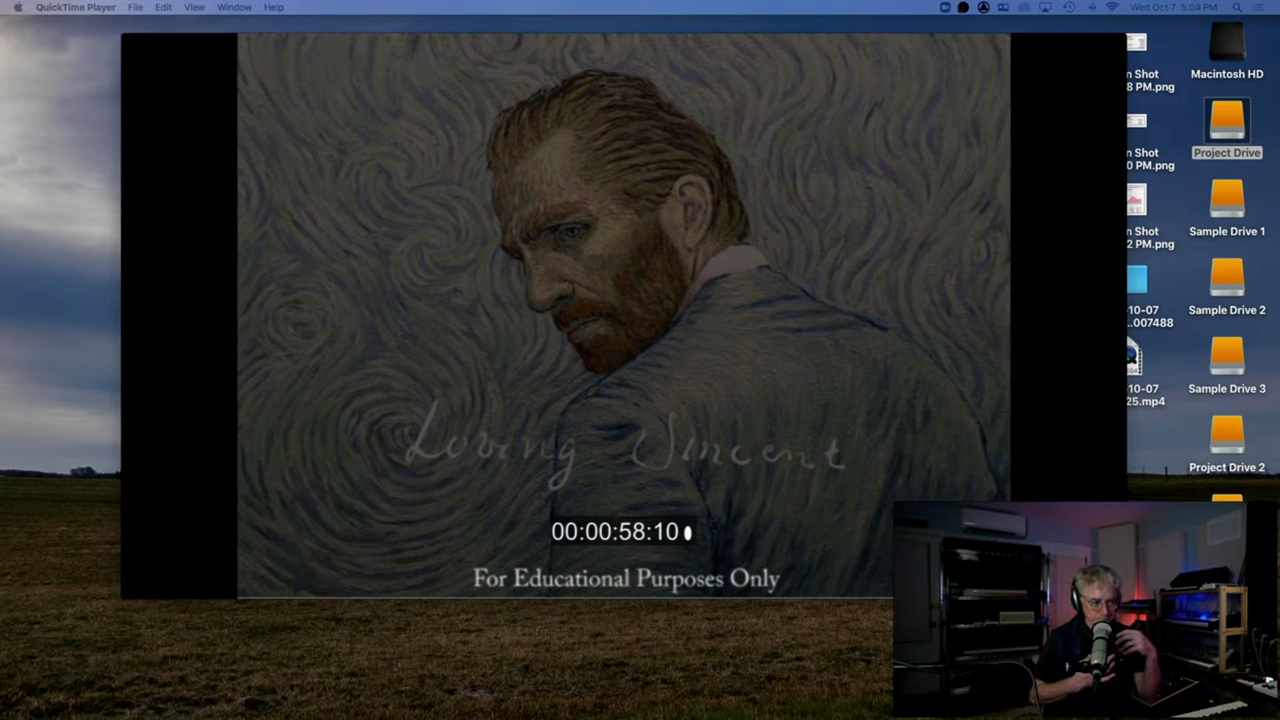 QuickTime Player File Edit View Window Help
Wed Oct 7 5:04 PM
Macintosh HD
n Shot
8 PM.png
Project Drive
n Shot
0 PM.png
Sample Drive 1
n Shot
2 PM.png
Sample Drive 2
-10-07
...007488
Sample Drive 3
-10-07
25.mp4
Project Drive 2
Loving Vincent
00:00:58:10
For Educational Purposes Only